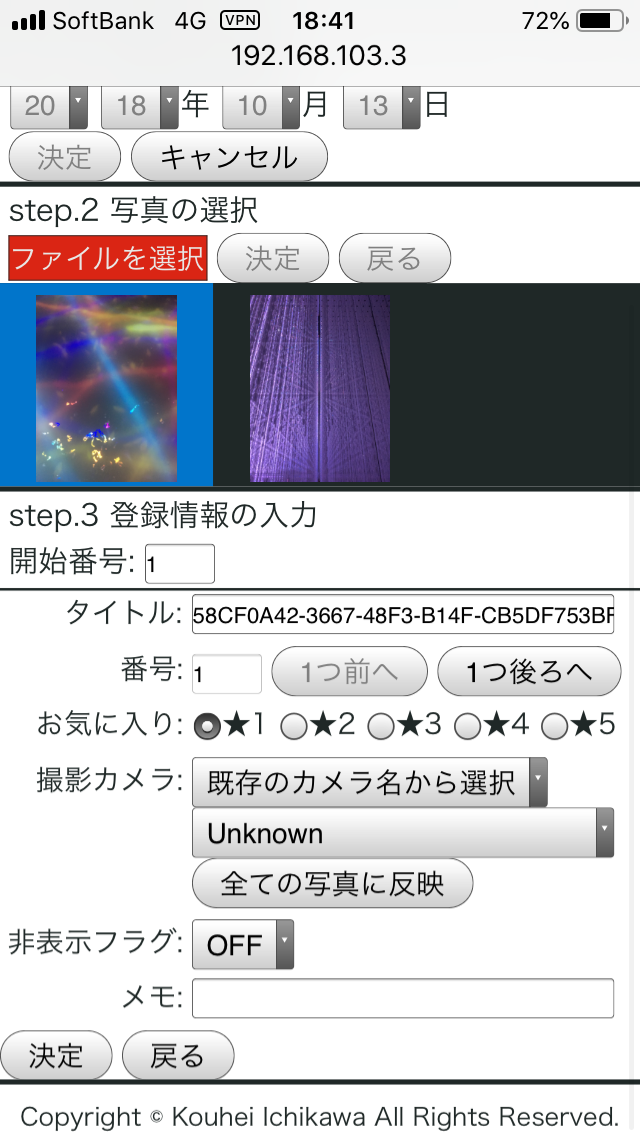 SoftBank 4G VPN 18:41 72%
192.168.103.3
20 18 年 10 月 13 日
決定 キャンセル
step.2 写真の選択
ファイルを選択 決定 戻る
step.3 登録情報の入力
開始番号: 1
タイトル: 58CF0A42-3667-48F3-B14F-CB5DF753BF
番号: 1 1つ前へ 1つ後ろへ
お気に入り: ★1 ★2 ★3 ★4 ★5
撮影カメラ: 既存のカメラ名から選択
Unknown
全ての写真に反映
非表示フラグ: OFF
メモ:
決定 戻る
Copyright © Kouhei Ichikawa All Rights Reserved.